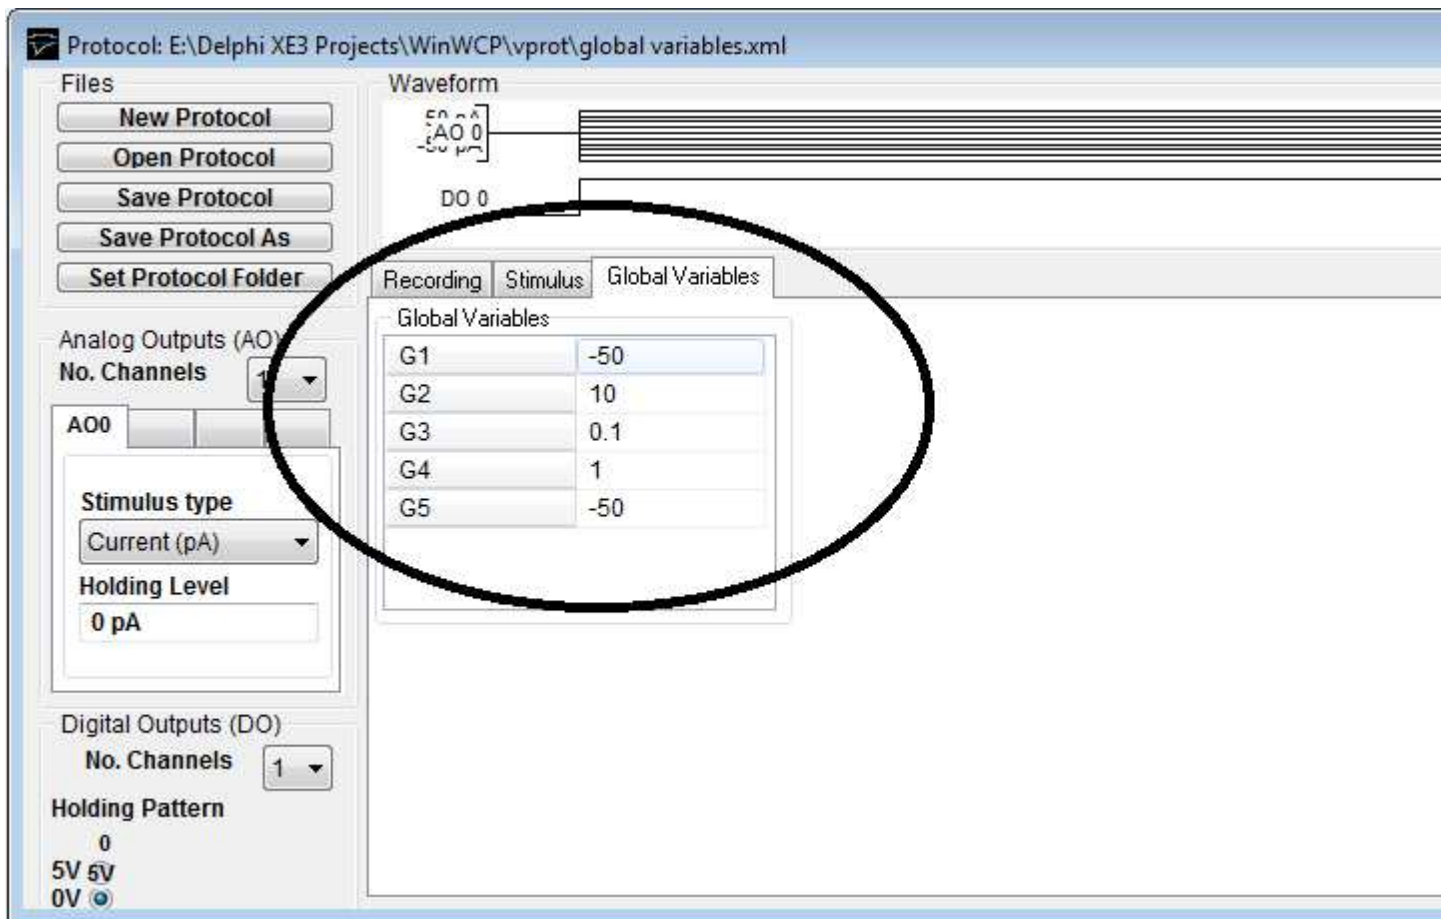 Protocol: E:\Delphi XE3 Projects\WinWCP\vprot\global variables.xml
Files
New Protocol
Open Protocol
Save Protocol
Save Protocol As
Set Protocol Folder
Waveform
AO 0
DO 0
Recording Stimulus Global Variables
Global Variables
G1 -50
G2 10
G3 0.1
G4 1
G5 -50
Analog Outputs (AO)
No. Channels 1
AO0
Stimulus type
Current (pA)
Holding Level
0 pA
Digital Outputs (DO)
No. Channels 1
Holding Pattern
0
5V 5V
0V